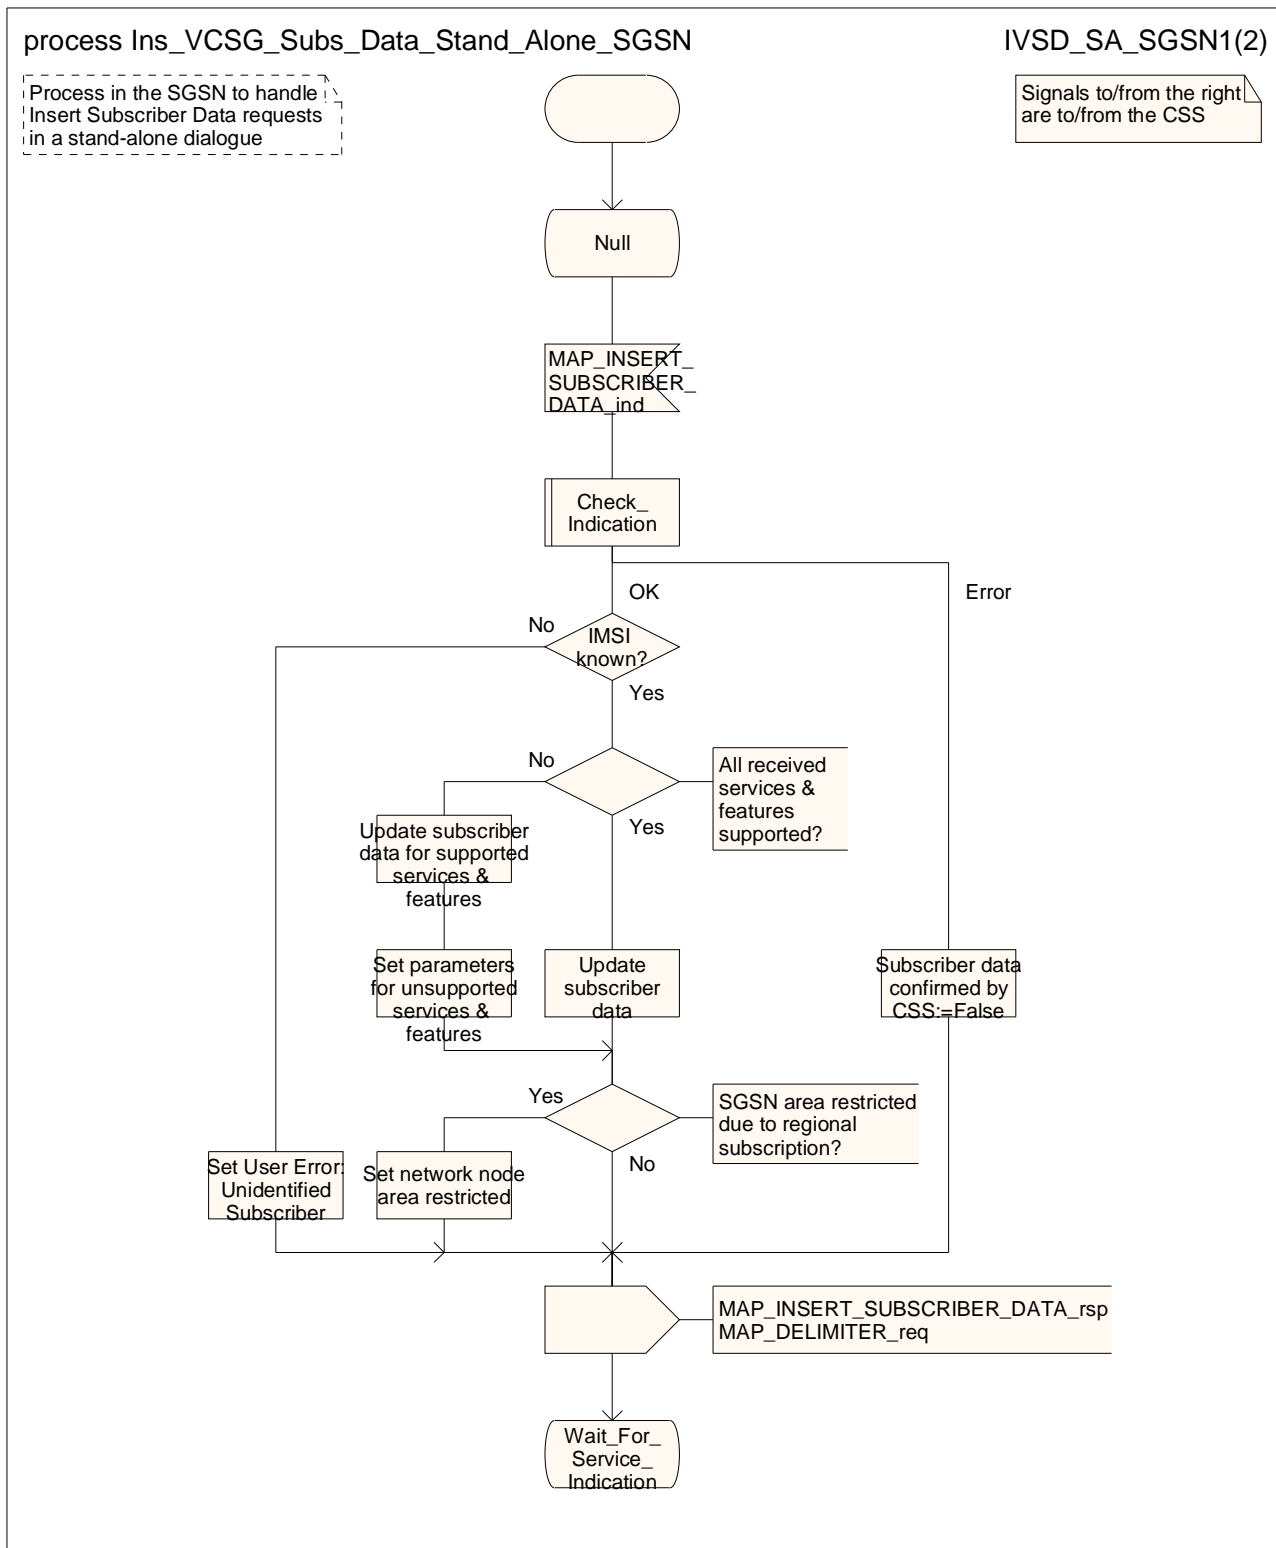 process Ins_VCSG_Subs_Data_Stand_Alone_SGSN
IVSD_SA_SGSN1(2)
Process in the SGSN to handle
Insert Subscriber Data requests
in a stand-alone dialogue
Signals to/from the right
are to/from the CSS
Null
MAP_INSERT_
SUBSCRIBER_
DATA_ind
Check_
Indication
OK
Error
No
IMSI
known?
Yes
No
All received
services &
features
supported?
Yes
Update subscriber
data for supported
services &
features
Set parameters
for unsupported
services &
features
Update
subscriber
data
Subscriber data
confirmed by
CSS:=False
Yes
SGSN area restricted
due to regional
subscription?
No
Set User Error:
Unidentified
Subscriber
Set network node
area restricted
MAP_INSERT_SUBSCRIBER_DATA_rsp
MAP_DELIMITER_req
Wait_For_
Service_
Indication